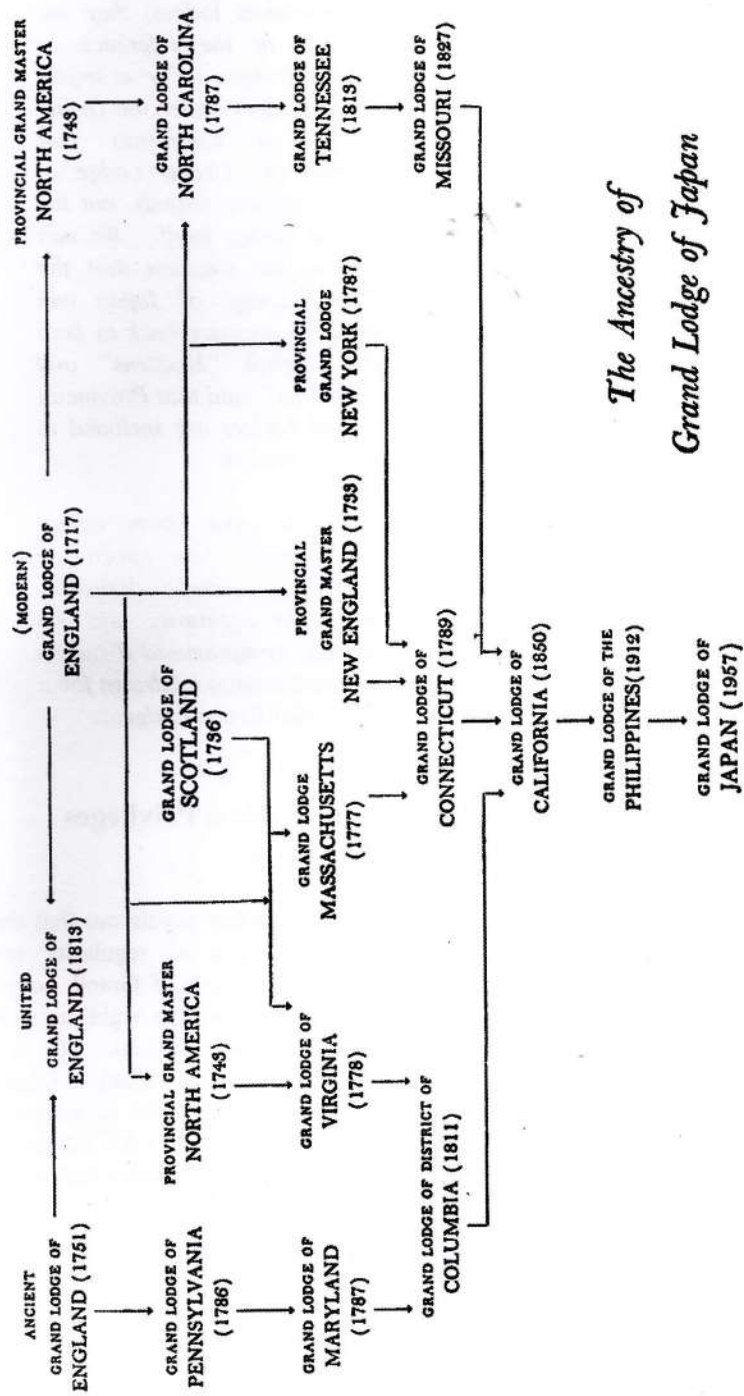 ANCIENT
GRAND LODGE OF
ENGLAND (1751)
UNITED
GRAND LODGE OF
ENGLAND (1813)
(MODERN)
GRAND LODGE OF
ENGLAND (1717)
PROVINCIAL GRAND MASTER
NORTH AMERICA
(1743)
GRAND LODGE OF
PENNSYLVANIA
(1786)
PROVINCIAL GRAND MASTER
NORTH AMERICA
(1743)
GRAND LODGE OF
SCOTLAND
(1736)
GRAND LODGE OF
NORTH CAROLINA
(1787)
GRAND LODGE OF
MARYLAND
(1787)
GRAND LODGE OF
VIRGINIA
(1778)
GRAND LODGE
MASSACHUSETTS
(1777)
PROVINCIAL
GRAND MASTER
NEW ENGLAND (1733)
PROVINCIAL
GRAND LODGE
NEW YORK (1787)
GRAND LODGE OF
TENNESSEE
(1813)
GRAND LODGE OF DISTRICT OF
COLUMBIA (1811)
GRAND LODGE OF
CONNECTICUT (1789)
GRAND LODGE OF
MISSOURI (1827)
GRAND LODGE OF
CALIFORNIA (1850)
GRAND LODGE OF THE
PHILIPPINES(1912)
GRAND LODGE OF
JAPAN (1957)
The Ancestry of
Grand Lodge of Japan